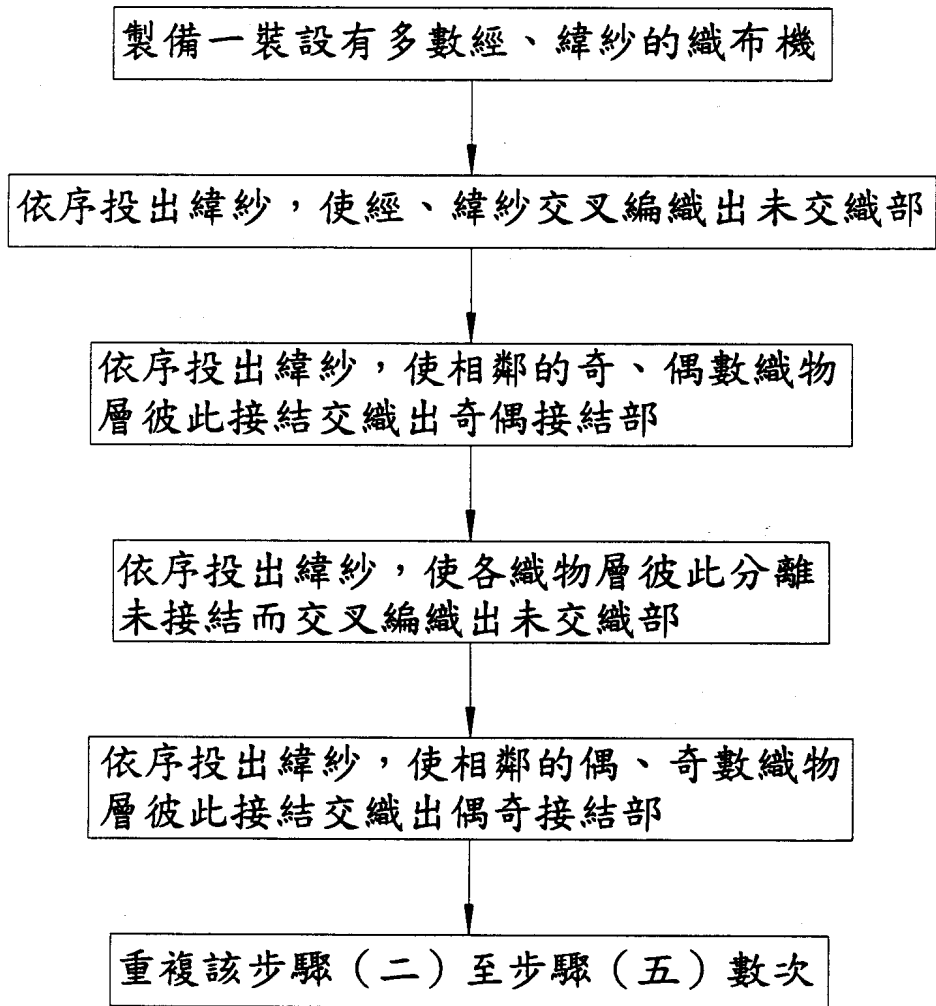 製備一裝設有多數經、緯紗的織布機
依序投出緯紗，使經、緯紗交叉編織出未交織部
依序投出緯紗，使相鄰的奇、偶數織物
層彼此接結交織出奇偶接結部
依序投出緯紗，使各織物層彼此分離
未接結而交叉編織出未交織部
依序投出緯紗，使相鄰的偶、奇數織物
層彼此接結交織出偶奇接結部
重複該步驟（二）至步驟（五）數次